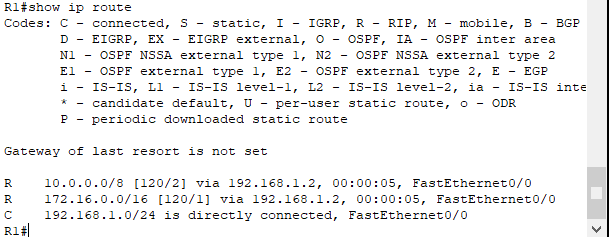 R1#show ip route
Codes: C - connected, S - static, I - IGRP, R - RIP, M - mobile, B - BGP
       D - EIGRP, EX - EIGRP external, O - OSPF, IA - OSPF inter area
       N1 - OSPF NSSA external type 1, N2 - OSPF NSSA external type 2
       E1 - OSPF external type 1, E2 - OSPF external type 2, E - EGP
       i - IS-IS, L1 - IS-IS level-1, L2 - IS-IS level-2, ia - IS-IS inte
       * - candidate default, U - per-user static route, o - ODR
       P - periodic downloaded static route

Gateway of last resort is not set

R    10.0.0.0/8 [120/2] via 192.168.1.2, 00:00:05, FastEthernet0/0
R    172.16.0.0/16 [120/1] via 192.168.1.2, 00:00:05, FastEthernet0/0
C    192.168.1.0/24 is directly connected, FastEthernet0/0
R1#